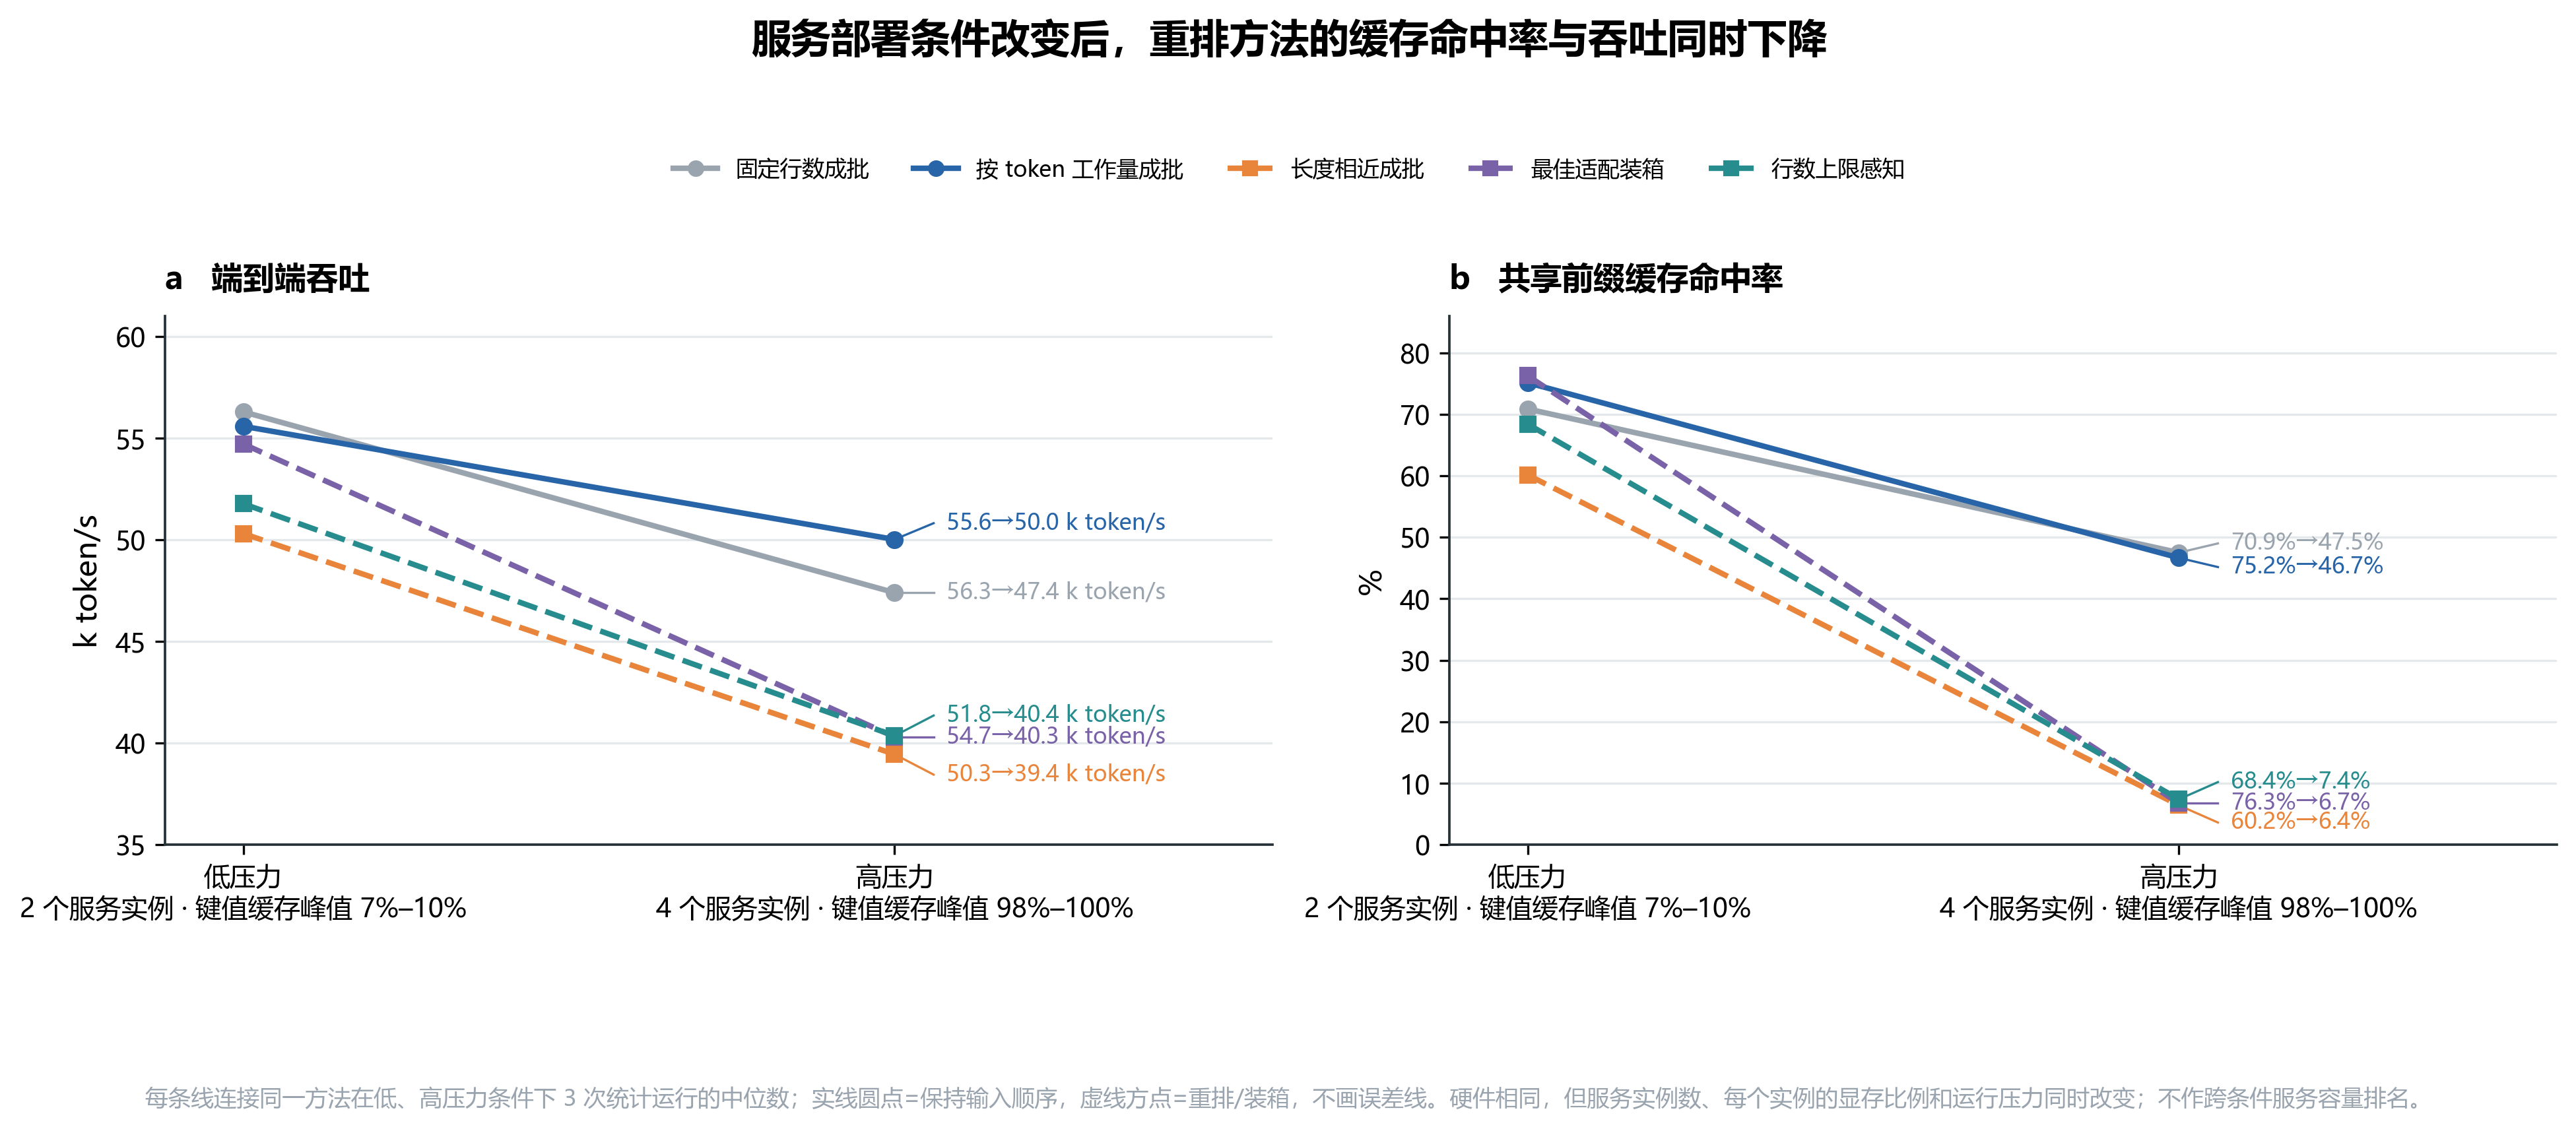 服务部署条件改变后，重排方法的缓存命中率与吞吐同时下降
固定行数成批
按 token 工作量成批
长度相近成批
最佳适配装箱
行数上限感知
a 端到端吞吐
k token/s
60
55
50
45
40
35
55.6→50.0 k token/s
56.3→47.4 k token/s
51.8→40.4 k token/s
54.7→40.3 k token/s
50.3→39.4 k token/s
低压力
2 个服务实例 · 键值缓存峰值 7%–10%
高压力
4 个服务实例 · 键值缓存峰值 98%–100%
b 共享前缀缓存命中率
%
80
70
60
50
40
30
20
10
0
70.9%→47.5%
75.2%→46.7%
68.4%→7.4%
76.3%→6.7%
60.2%→6.4%
低压力
2 个服务实例 · 键值缓存峰值 7%–10%
高压力
4 个服务实例 · 键值缓存峰值 98%–100%
每条线连接同一方法在低、高压力条件下 3 次统计运行的中位数；实线圆点=保持输入顺序，虚线方点=重排/装箱，不画误差线。硬件相同，但服务实例数、每个实例的显存比例和运行压力同时改变；不作跨条件服务容量排名。